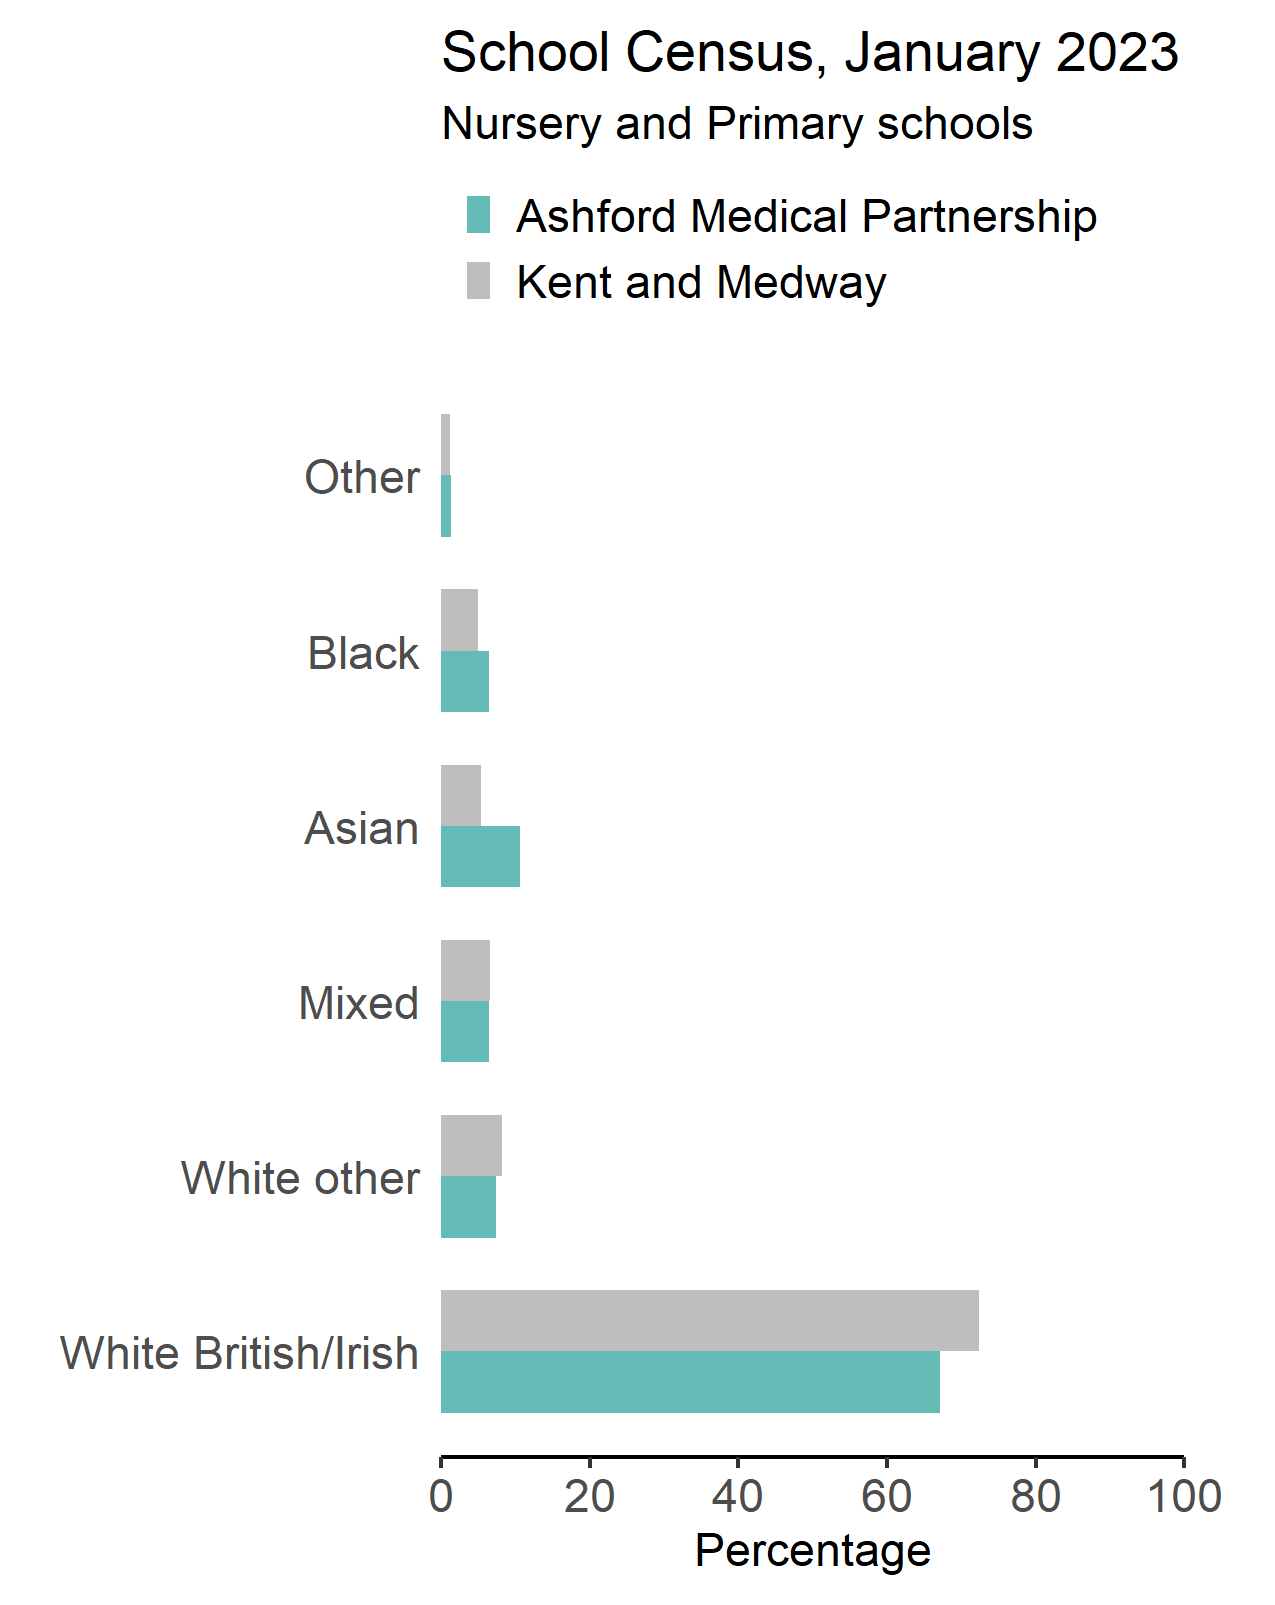 School Census, January 2023
Nursery and Primary schools
Ashford Medical Partnership
Kent and Medway
Other
Black
Asian
Mixed
White other
White British/Irish
0 20 40 60 80 100
Percentage